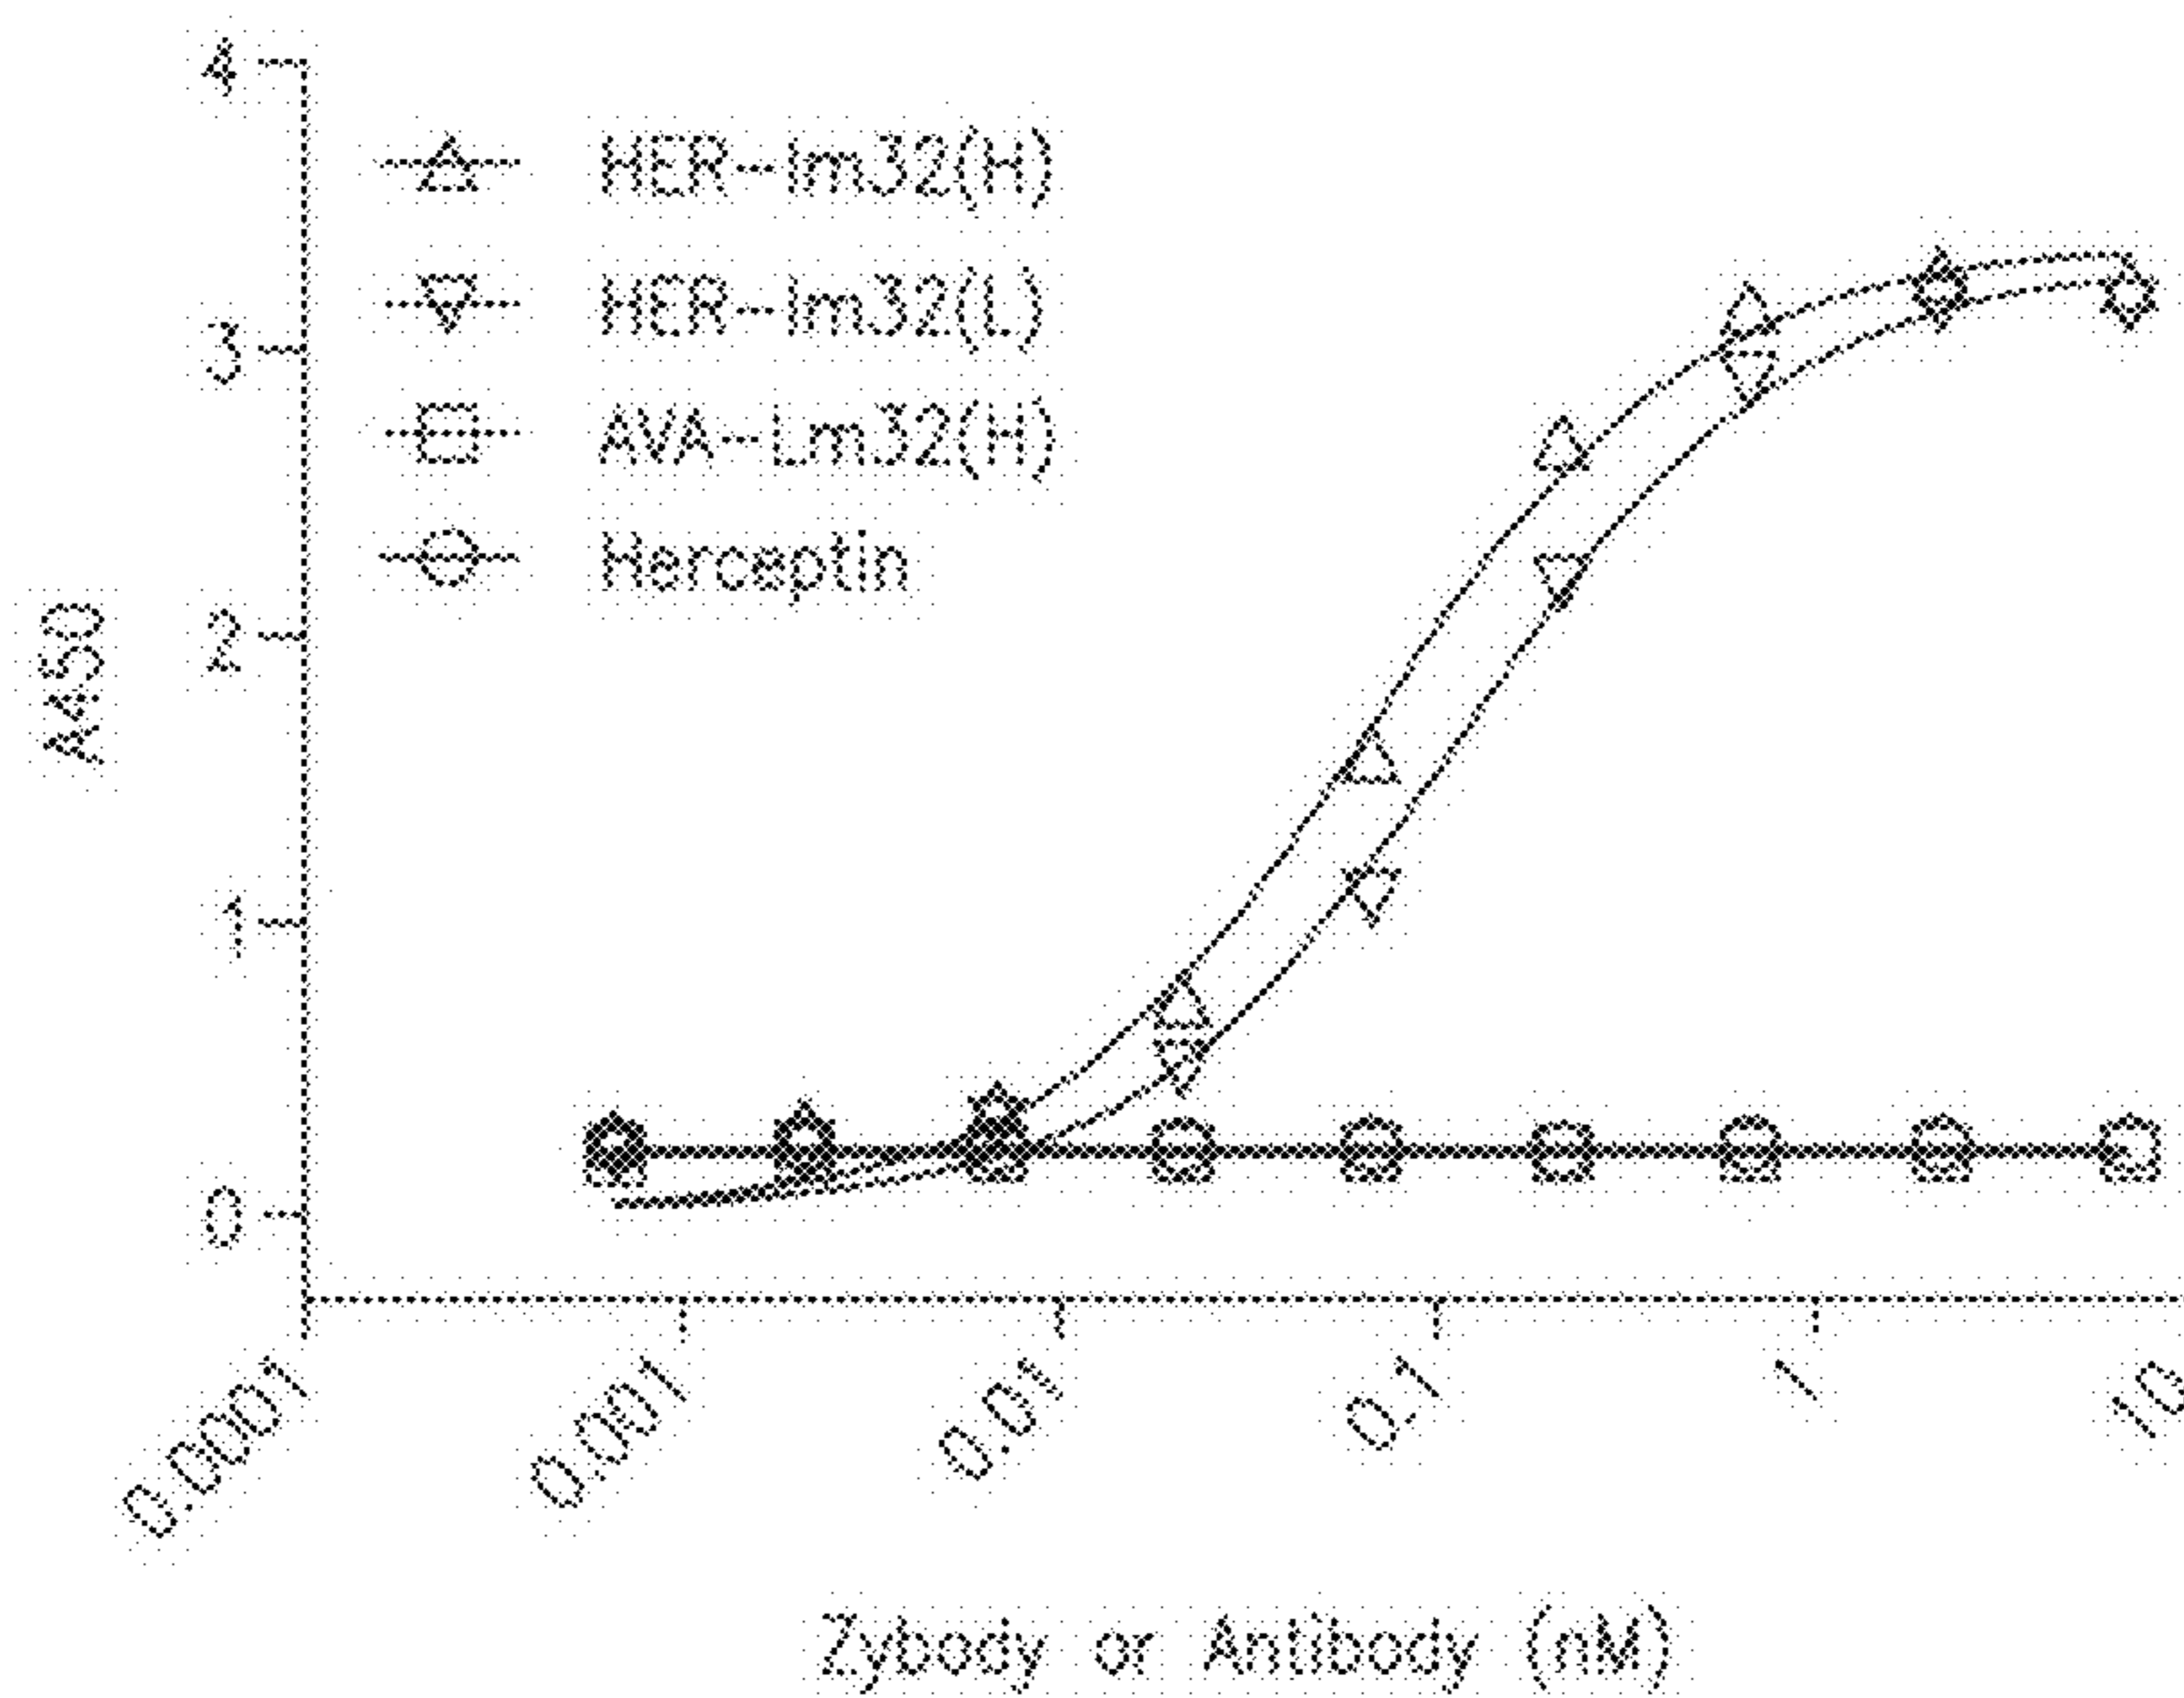 4
HER-Im32(H)
HER-Im32(L)
3
AVA-Lm32(H)
Herceptin
2
A450
1
0
0.0001
0.001
0.01
0.1
1
10
Zybody or Antibody (nM)